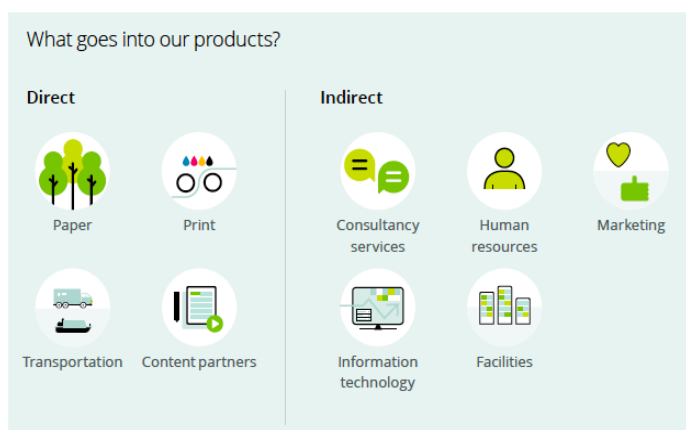 What goes into our products?
Direct
Paper
Print
Transportation
Content partners
Indirect
Consultancy
services
Human
resources
Marketing
Information
technology
Facilities